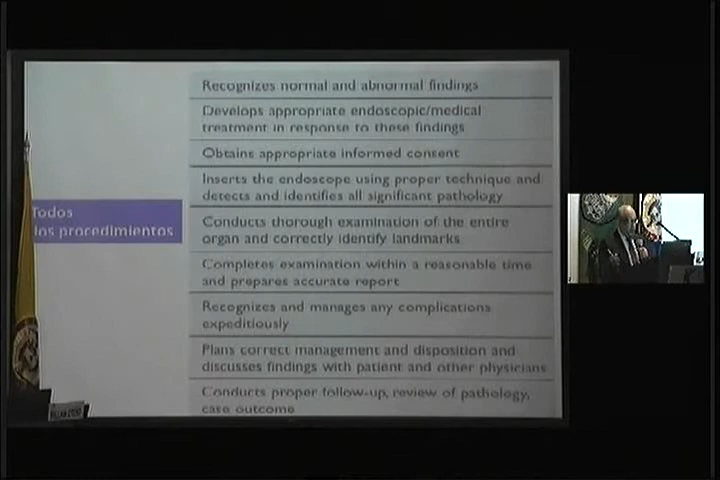 Recognizes normal and abnormal findings
Develops appropriate endoscopic/medical
treatment in response to these findings
Obtains appropriate informed consent
Inserts the endoscope using proper technique and
detects and identifies all significant pathology
Todos
los procedimientos
Conducts thorough examination of the entire
organ and correctly identify landmarks
Completes examination within a reasonable time
and prepares accurate report
Recognizes and manages any complications
expeditiously
Plans correct management and disposition and
discusses findings with patient and other physicians
Conducts proper follow-up, review of pathology,
case outcome